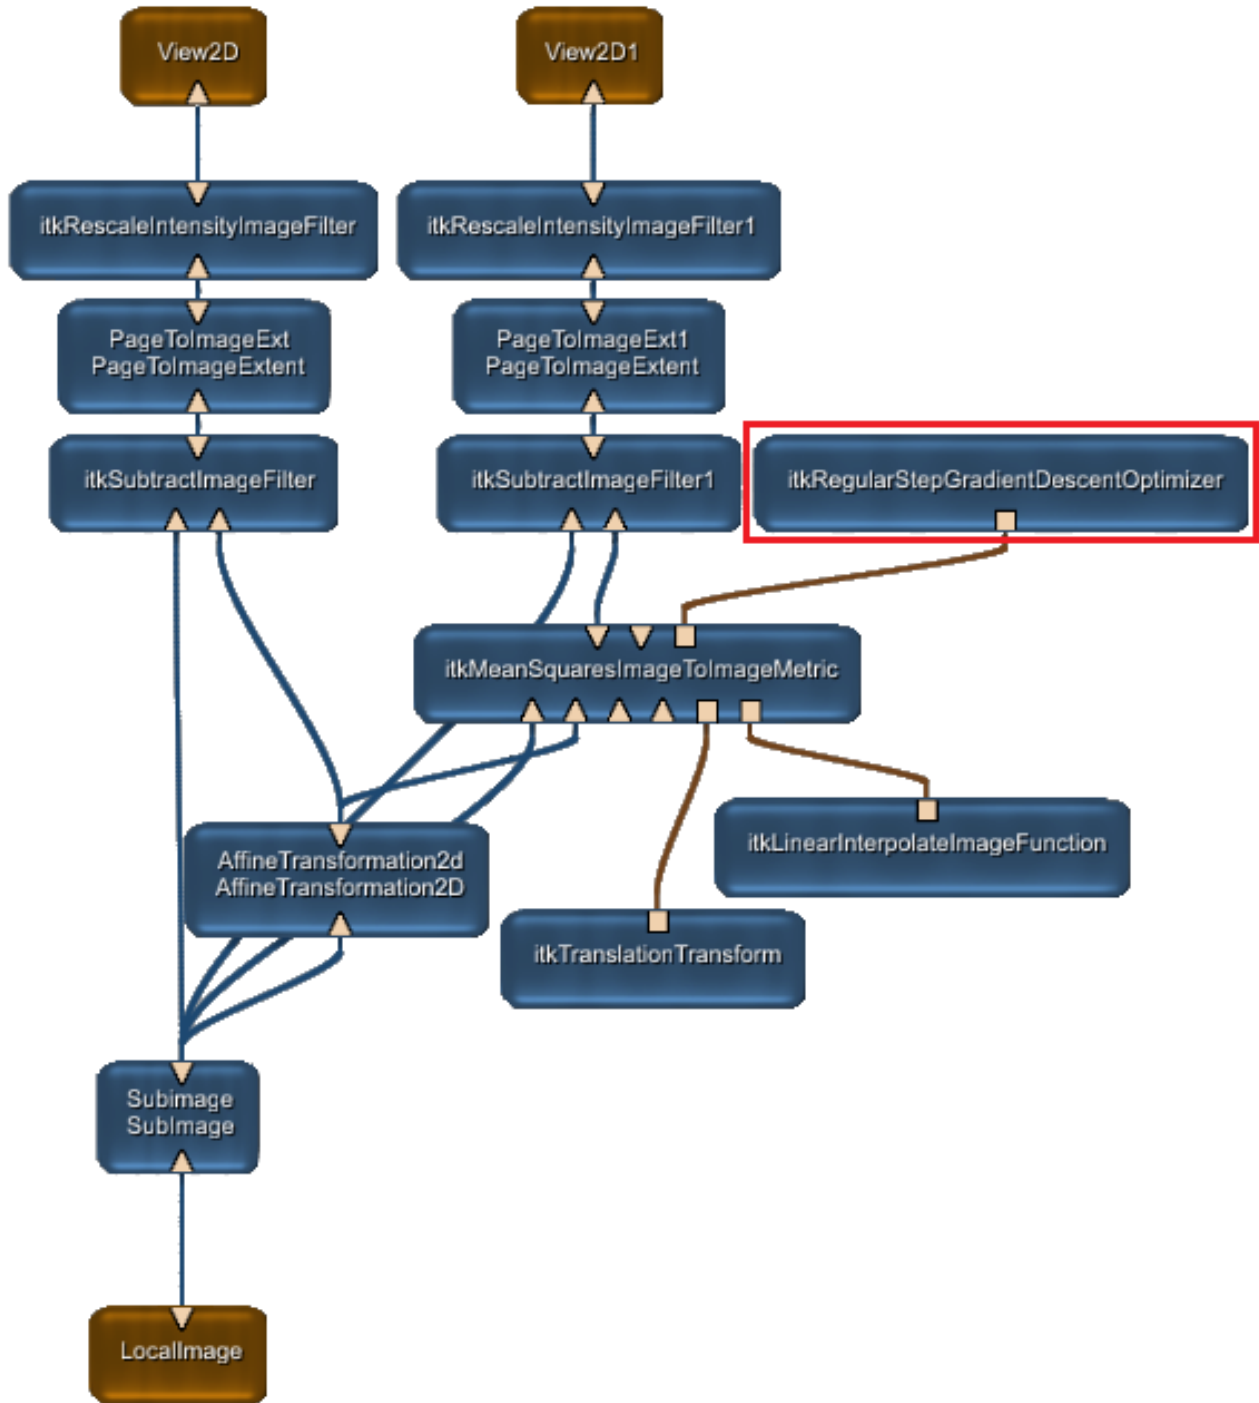 View2D
View2D1
itkRescaleIntensityImageFilter
itkRescaleIntensityImageFilter1
PageToImageExt
PageToImageExtent
PageToImageExt1
PageToImageExtent
itkSubtractImageFilter
itkSubtractImageFilter1
itkRegularStepGradientDescentOptimizer
itkMeanSquaresImageToImageMetric
itkLinearInterpolateImageFunction
AffineTransformation2d
AffineTransformation2D
itkTranslationTransform
Subimage
SubImage
LocalImage